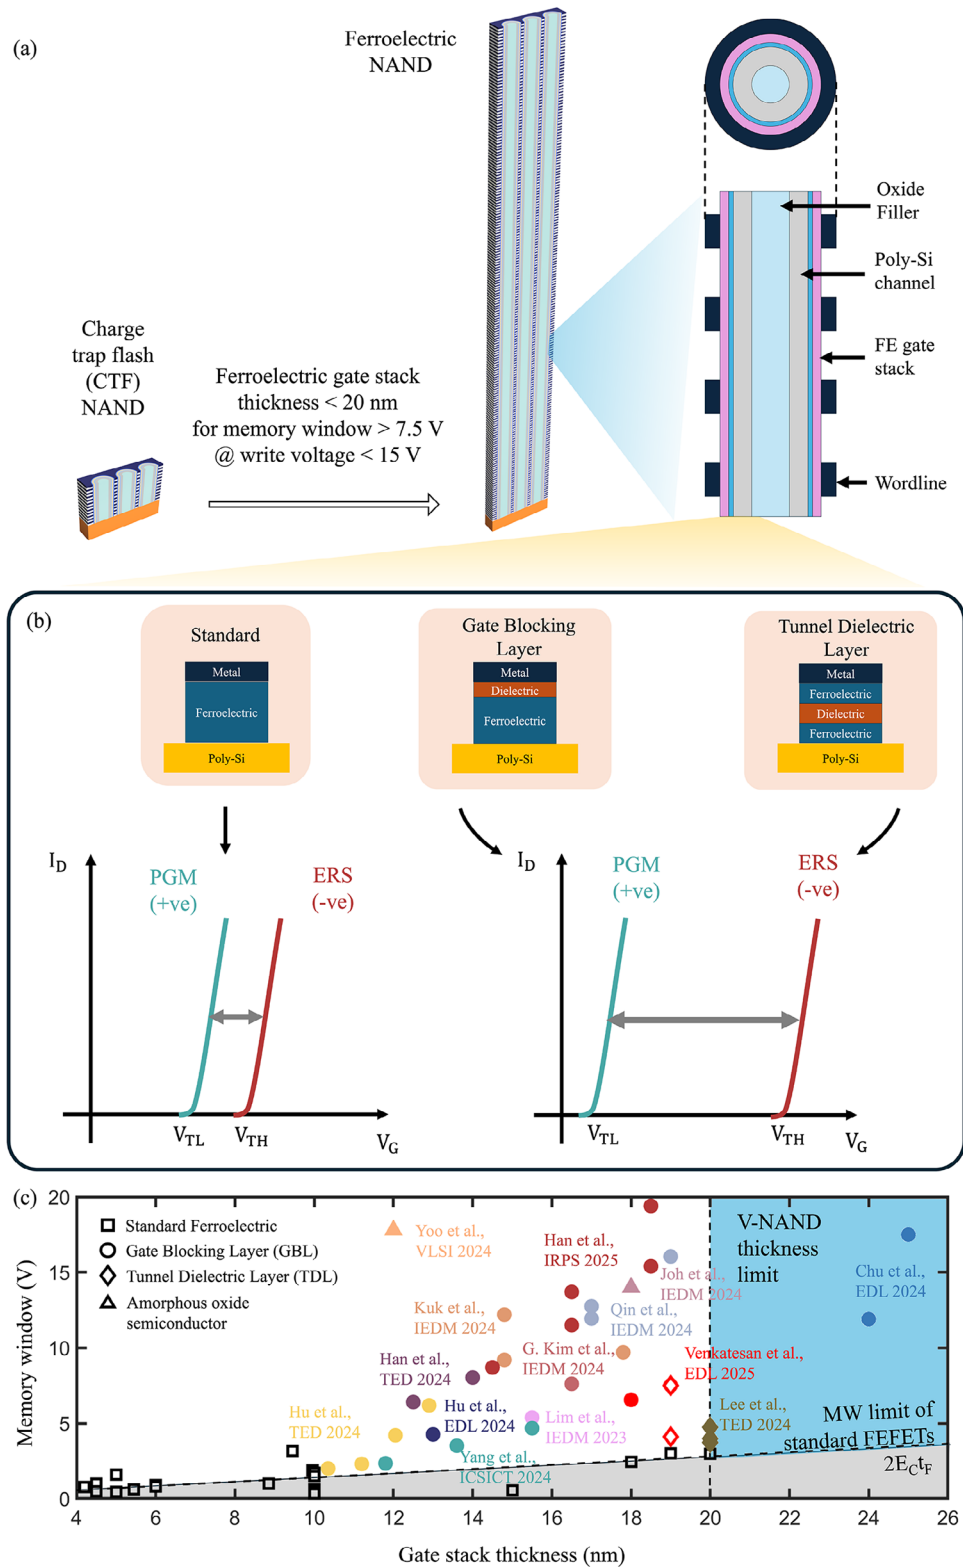 (a)
Ferroelectric
NAND
Charge
trap flash
(CTF)
NAND
Ferroelectric gate stack
thickness < 20 nm
for memory window > 7.5 V
@ write voltage < 15 V
Oxide
Filler
Poly-Si
channel
FE gate
stack
Wordline
(b)
Standard
Metal
Ferroelectric
Poly-Si
Gate Blocking
Layer
Metal
Dielectric
Ferroelectric
Poly-Si
Tunnel Dielectric
Layer
Metal
Ferroelectric
Dielectric
Ferroelectric
Poly-Si
I_D
PGM
(+ve)
ERS
(-ve)
V_TL
V_TH
V_G
I_D
PGM
(+ve)
ERS
(-ve)
V_TL
V_TH
V_G
(c)
Memory window (V)
20
15
10
5
0
Standard Ferroelectric
Gate Blocking Layer (GBL)
Tunnel Dielectric Layer (TDL)
Amorphous oxide
semiconductor
Yoo et al.,
VLSI 2024
Han et al.,
IRPS 2025
V-NAND
thickness
limit
Chu et al.,
EDL 2024
Joh et al.,
IEDM 2024
Kuk et al.,
IEDM 2024
Qin et al.,
IEDM 2024
Han et al.,
TED 2024
G. Kim et al.,
IEDM 2024
Venkatesan et al.,
EDL 2025
Hu et al.,
TED 2024
Hu et al.,
EDL 2024
Lim et al.,
IEDM 2023
Lee et al.,
TED 2024
Yang et al.,
ICSICT 2024
MW limit of
standard FEFETs
2E_Ct_F
4 6 8 10 12 14 16 18 20 22 24 26
Gate stack thickness (nm)